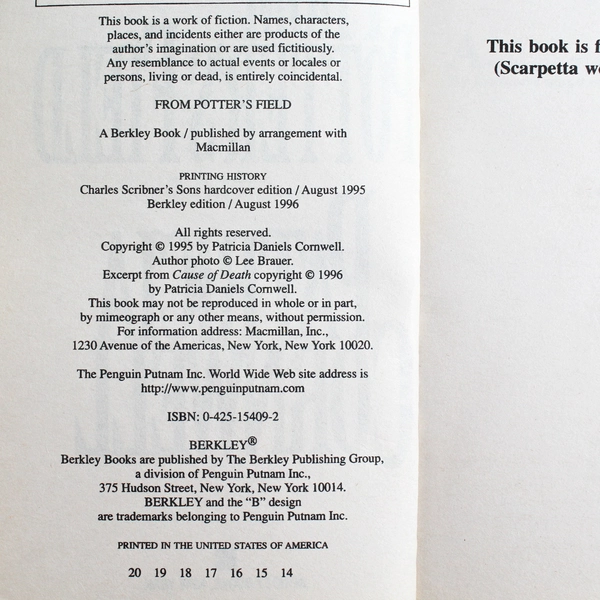 This book is a work of fiction. Names, characters,
places, and incidents either are products of the
author's imagination or are used fictitiously.
Any resemblance to actual events or locales or
persons, living or dead, is entirely coincidental.
FROM POTTER'S FIELD
A Berkley Book / published by arrangement with
Macmillan
PRINTING HISTORY
Charles Scribner's Sons hardcover edition / August 1995
Berkley edition / August 1996
All rights reserved.
Copyright © 1995 by Patricia Daniels Cornwell.
Author photo © Lee Brauer.
Excerpt from Cause of Death copyright © 1996
by Patricia Daniels Cornwell.
This book may not be reproduced in whole or in part,
by mimeograph or any other means, without permission.
For information address: Macmillan, Inc.,
1230 Avenue of the Americas, New York, New York 10020.
The Penguin Putnam Inc. World Wide Web site address is
http://www.penguinputnam.com
ISBN: 0-425-15409-2
BERKLEY®
Berkley Books are published by The Berkley Publishing Group,
a division of Penguin Putnam Inc.,
375 Hudson Street, New York, New York 10014.
BERKLEY and the “B” design
are trademarks belonging to Penguin Putnam Inc.
PRINTED IN THE UNITED STATES OF AMERICA
20 19 18 17 16 15 14
This book is
(Scarpetta